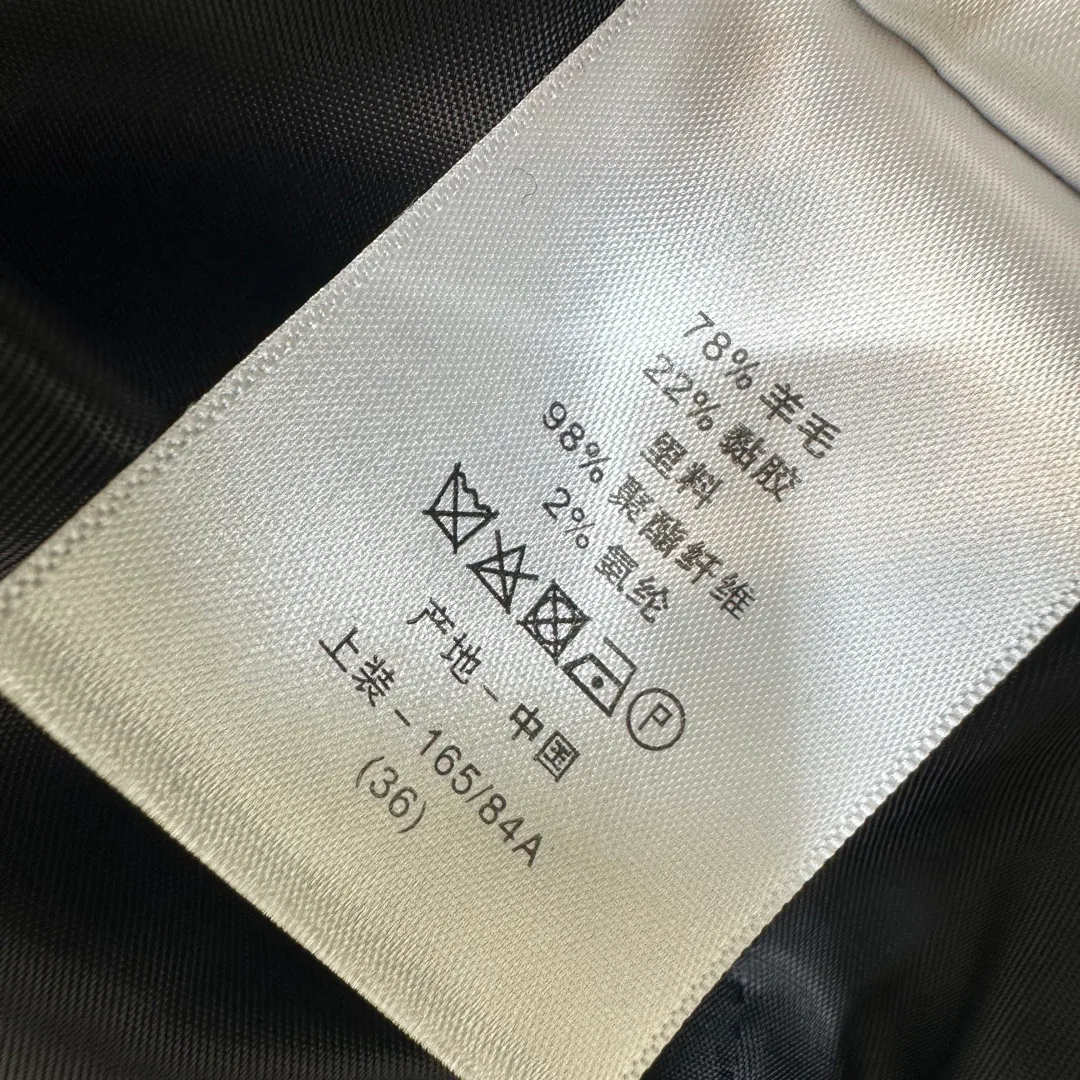 78% 羊毛
22% 黏胶
里料
98% 聚酯纤维
2% 氨纶
P
产地 - 中国
上装 - 165/84A
(36)